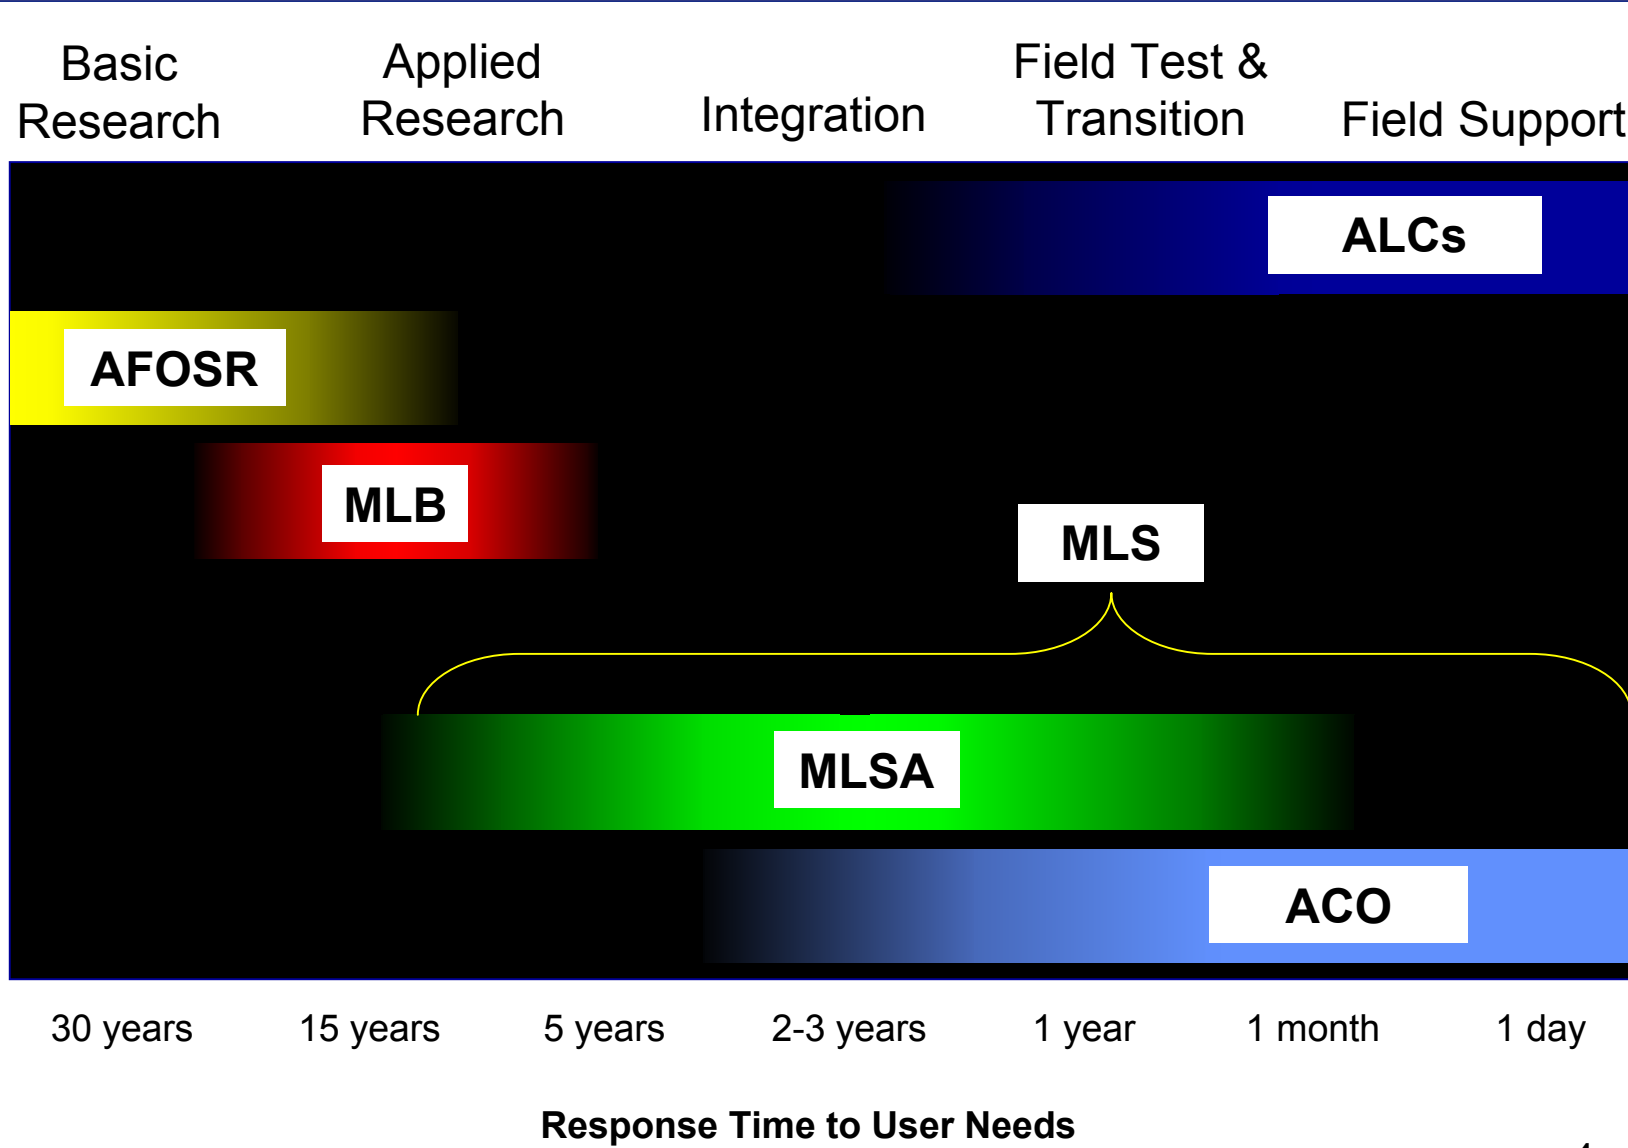 Basic
Research
Applied
Research
Integration
Field Test &
Transition
Field Support
ALCs
AFOSR
MLB
MLS
MLSA
ACO
30 years
15 years
5 years
2-3 years
1 year
1 month
1 day
Response Time to User Needs